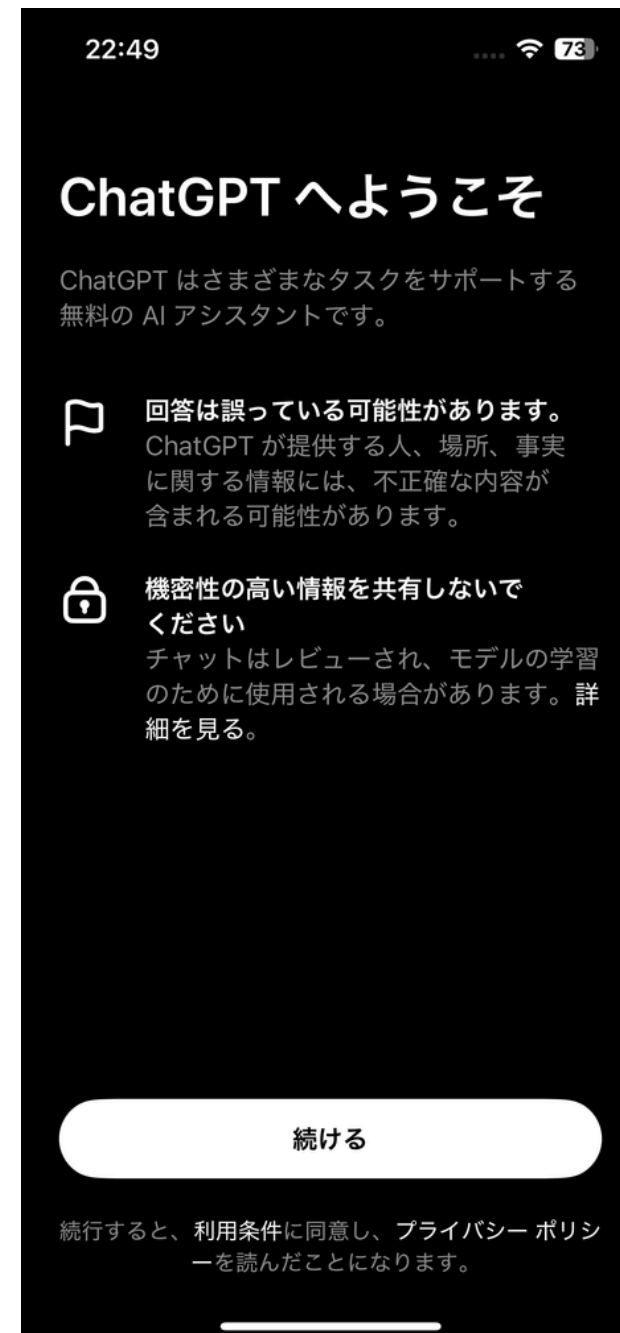 22:49
73
ChatGPT へようこそ
ChatGPT はさまざまなタスクをサポートする
無料の AI アシスタントです。
回答は誤っている可能性があります。
ChatGPT が提供する人、場所、事実
に関する情報には、不正確な内容が
含まれる可能性があります。
機密性の高い情報を共有しないで
ください
チャットはレビューされ、モデルの学習
のために使用される場合があります。詳
細を見る。
続ける
続行すると、利用条件に同意し、プライバシー ポリシ
ーを読んだことになります。